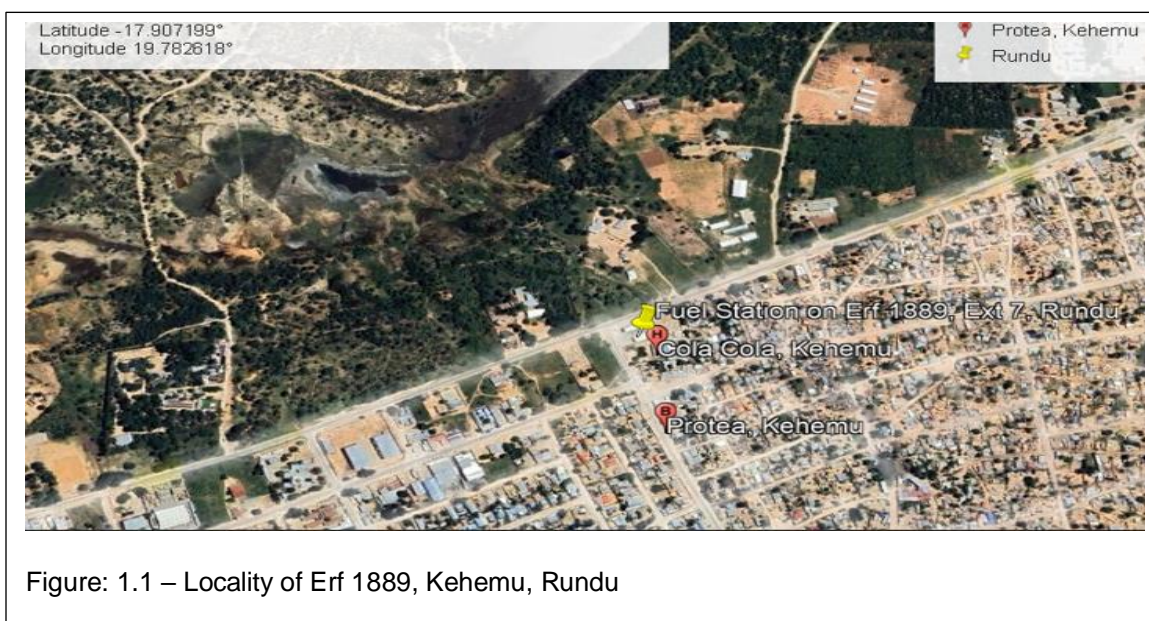 Latitude -17.907199°
Longitude 19.782618°
Protea, Kehemu
Rundu
Fuel Station on Erf 1889, Ext 7, Rundu
H
Cola Cola, Kehemu
B
Protea, Kehemu
Figure: 1.1 – Locality of Erf 1889, Kehemu, Rundu